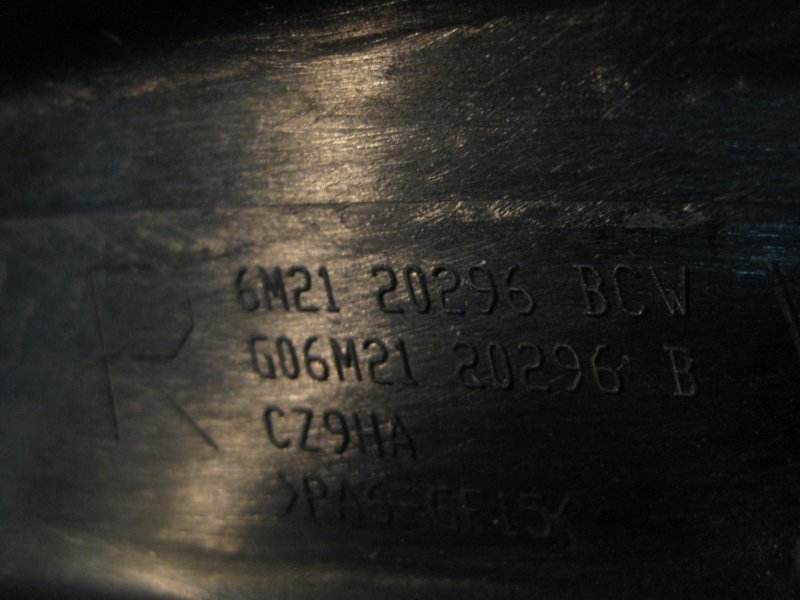 R
6M21 20296 BCW
G06M21 20296 B
CZ9HA
>PA6-GF15<